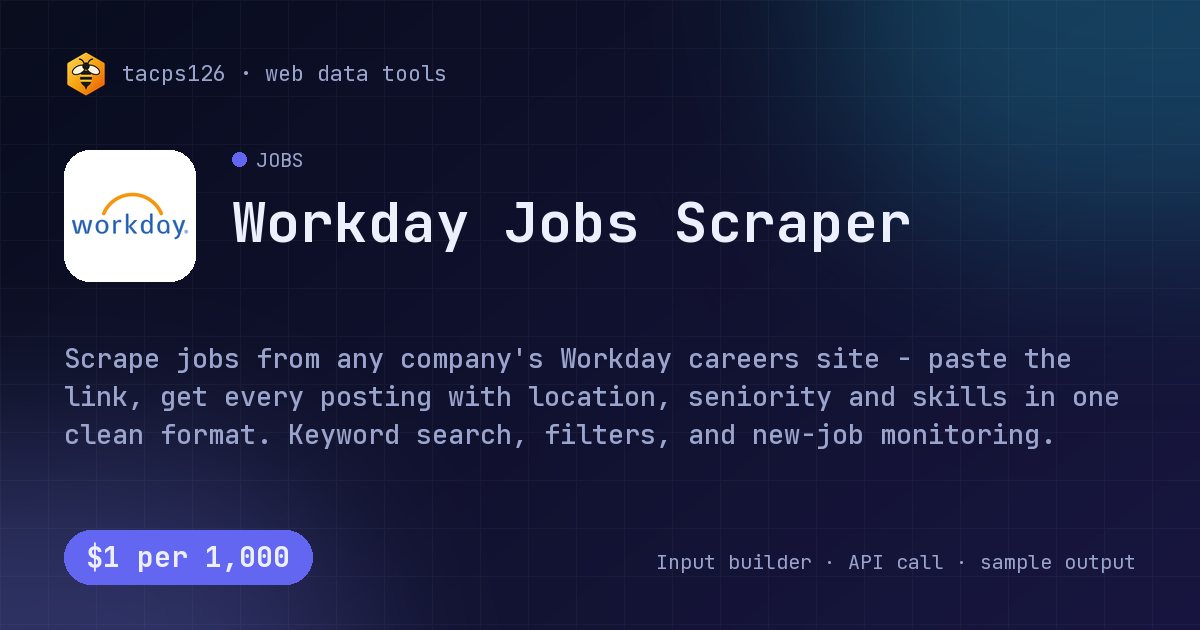 tacps126 · web data tools
JOBS
workday.
Workday Jobs Scraper
Scrape jobs from any company's Workday careers site - paste the
link, get every posting with location, seniority and skills in one
clean format. Keyword search, filters, and new-job monitoring.
$1 per 1,000
Input builder · API call · sample output